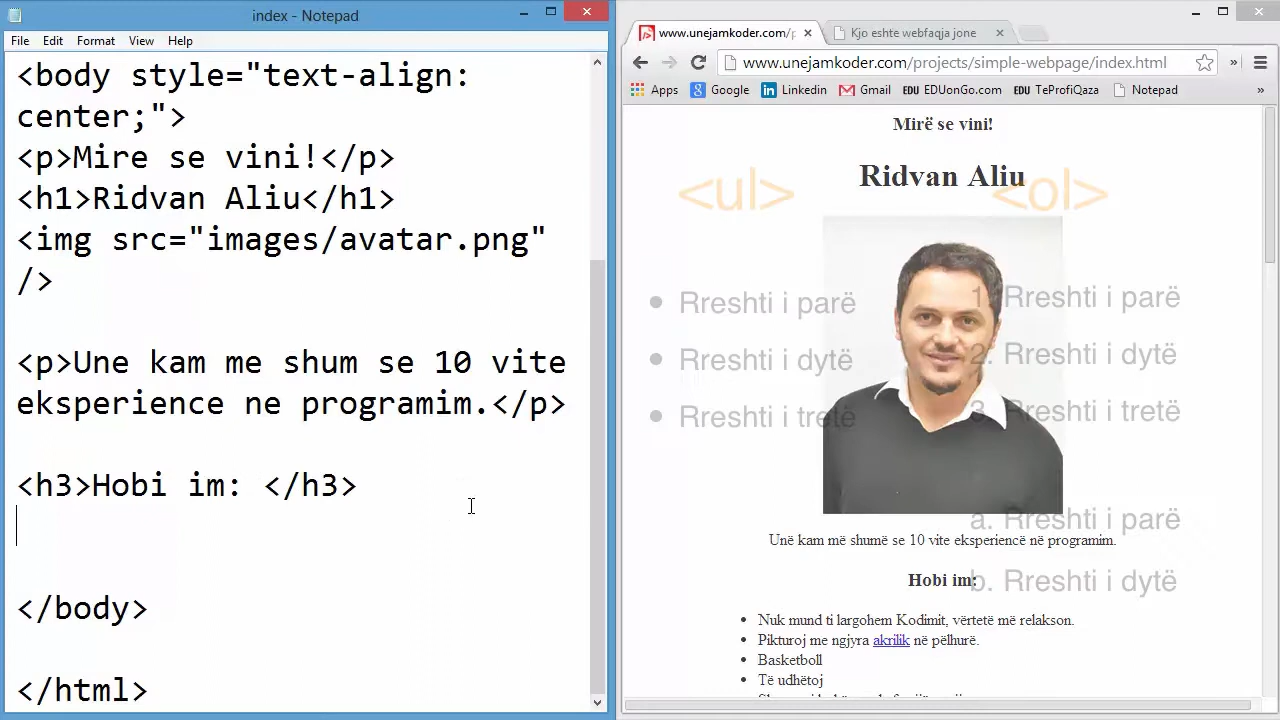 index - Notepad
File Edit Format View Help
<body style="text-align:
center;">
<p>Mire se vini!</p>
<h1>Ridvan Aliu</h1>
<img src="images/avatar.png"
/>
<p>Une kam me shum se 10 vite
eksperience ne programim.</p>
<h3>Hobi im: </h3>
</body>
</html>
www.unejamkoder.com/p
Kjo eshte webfaqja jone
www.unejamkoder.com/projects/simple-webpage/index.html
Apps Google Linkedin Gmail EDUonGo.com TeProfiQaza Notepad »
Mirë se vini!
Ridvan Aliu
<ul>
<ol>
• Rreshti i parë
• Rreshti i dytë
• Rreshti i tretë
1. Rreshti i parë
2. Rreshti i dytë
3. Rreshti i tretë
a. Rreshti i parë
b. Rreshti i dytë
Unë kam më shumë se 10 vite eksperiencë në programim.
Hobi im:
• Nuk mund ti largohem Kodimit, vërtetë më relakson.
• Pikturoj me ngjyra akrilik në pëlhurë.
• Basketboll
• Të udhëtoj